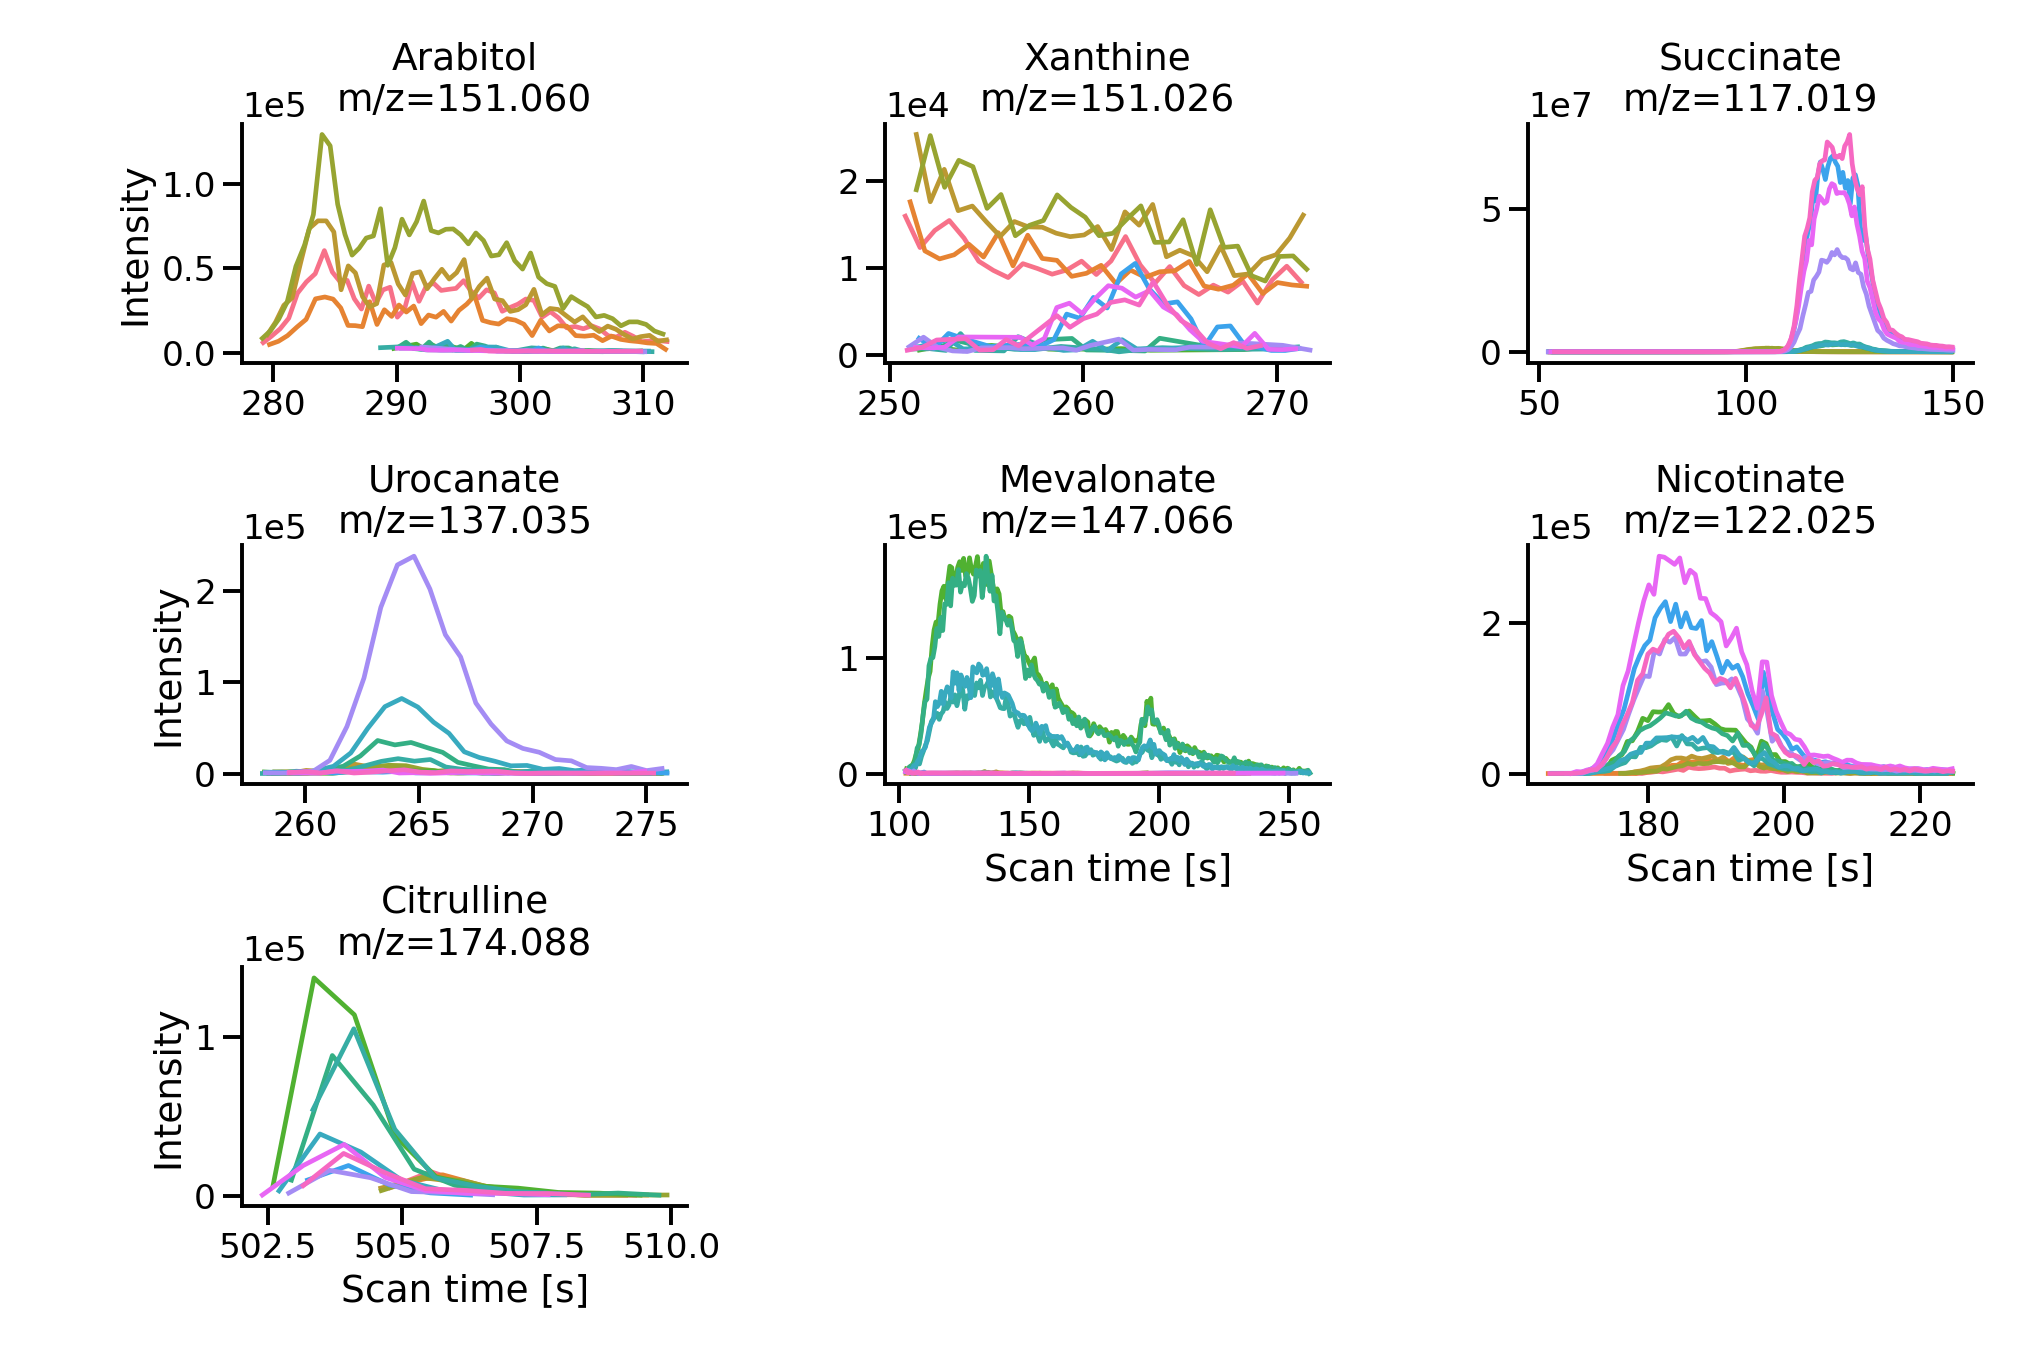 Arabitol
m/z=151.060
1e5
Intensity
1.0
0.5
0.0
280 290 300 310
Xanthine
m/z=151.026
1e4
2
1
0
250 260 270
Succinate
m/z=117.019
1e7
5
0
50 100 150
Urocanate
m/z=137.035
1e5
Intensity
2
1
0
260 265 270 275
Mevalonate
m/z=147.066
1e5
1
0
100 150 200 250
Scan time [s]
Nicotinate
m/z=122.025
1e5
2
0
180 200 220
Scan time [s]
Citrulline
m/z=174.088
1e5
Intensity
1
0
502.5 505.0 507.5 510.0
Scan time [s]